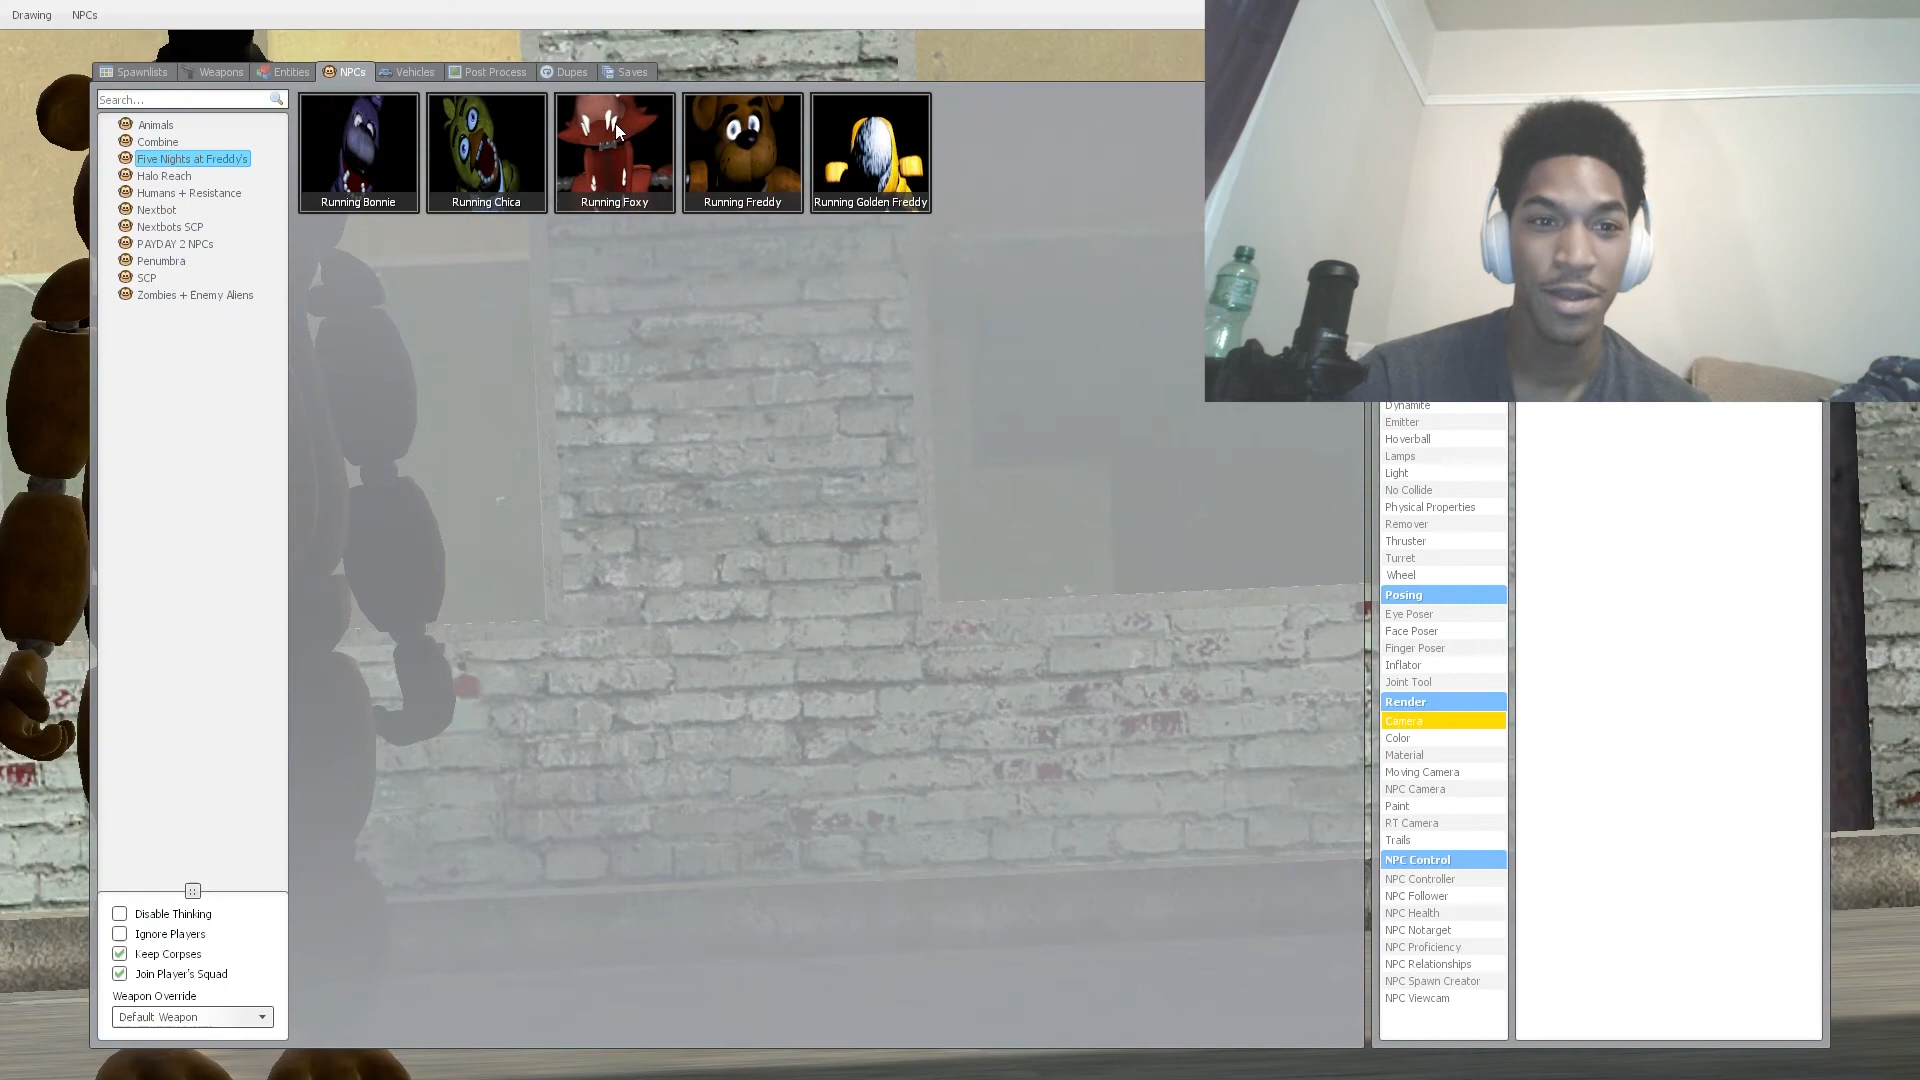 Drawing NPCs
Spawnlists Weapons Entities NPCs Vehicles Post Process Dupes Saves
Search...
Animals
Combine
Five Nights at Freddy's
Halo Reach
Humans + Resistance
Nextbot
Nextbots SCP
PAYDAY 2 NPCs
Penumbra
SCP
Zombies + Enemy Aliens
Running Bonnie
Running Chica
Running Foxy
Running Freddy
Running Golden Freddy
Disable Thinking
Ignore Players
Keep Corpses
Join Player's Squad
Weapon Override
Default Weapon
Dynamite
Emitter
Hoverball
Lamps
Light
No Collide
Physical Properties
Remover
Thruster
Turret
Wheel
Posing
Eye Poser
Face Poser
Finger Poser
Inflator
Joint Tool
Render
Camera
Color
Material
Moving Camera
NPC Camera
Paint
RT Camera
Trails
NPC Control
NPC Controller
NPC Follower
NPC Health
NPC Notarget
NPC Proficiency
NPC Relationships
NPC Spawn Creator
NPC Viewcam